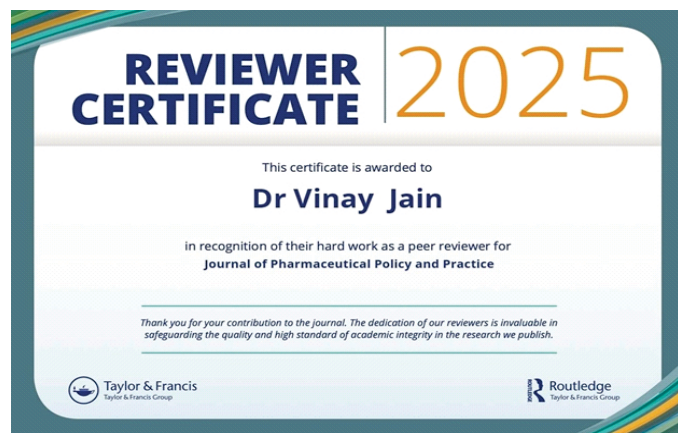 REVIEWER
CERTIFICATE
2025
This certificate is awarded to
Dr Vinay Jain
in recognition of their hard work as a peer reviewer for
Journal of Pharmaceutical Policy and Practice
Thank you for your contribution to the journal. The dedication of our reviewers is invaluable in
safeguarding the quality and high standard of academic integrity in the research we publish.
Taylor & Francis
Taylor & Francis Group
ROUTLEDGE
Routledge
Taylor & Francis Group